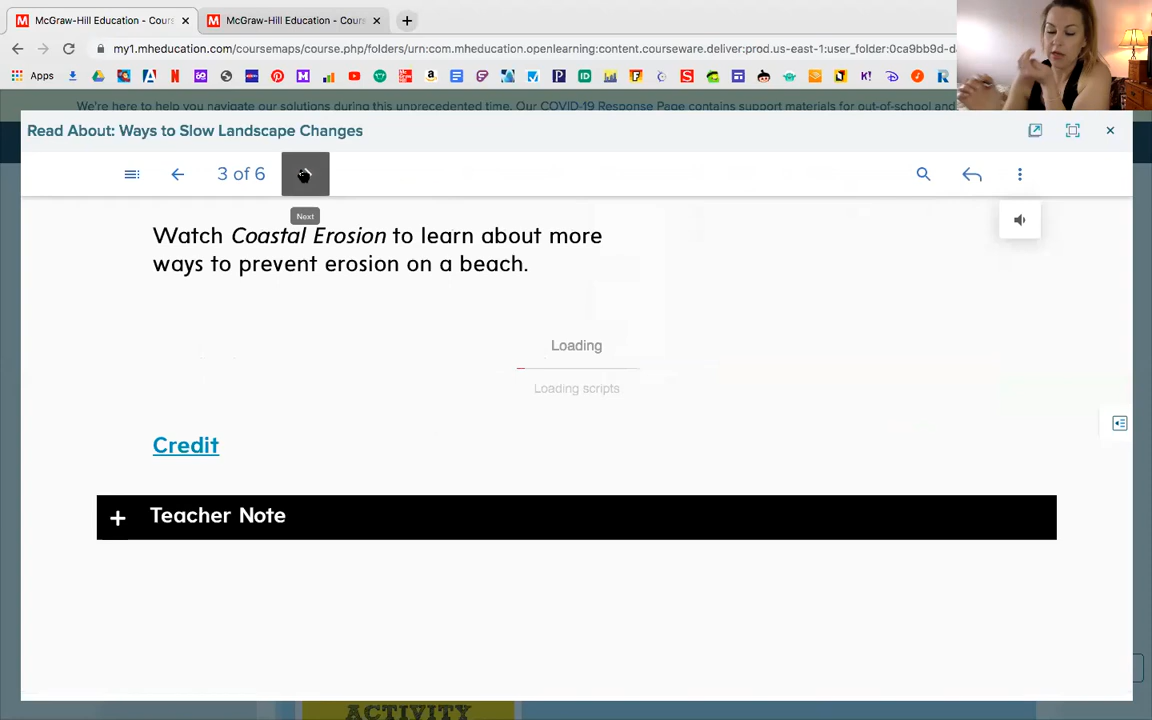 McGraw-Hill Education - Cours
McGraw-Hill Education - Cours
my1.mheducation.com/coursemaps/course.php/folders/urn:com.mheducation.openlearning:content.courseware.deliver:prod.us-east-1:user_folder:0ca9bb9d-d
Apps
We're here to help you navigate our solutions during this unprecedented time. Our COVID-19 Response Page contains support materials for out-of-school and
Read About: Ways to Slow Landscape Changes
3 of 6
Next
Watch Coastal Erosion to learn about more
ways to prevent erosion on a beach.
Loading
Loading scripts
Credit
+ Teacher Note
ACTIVITY